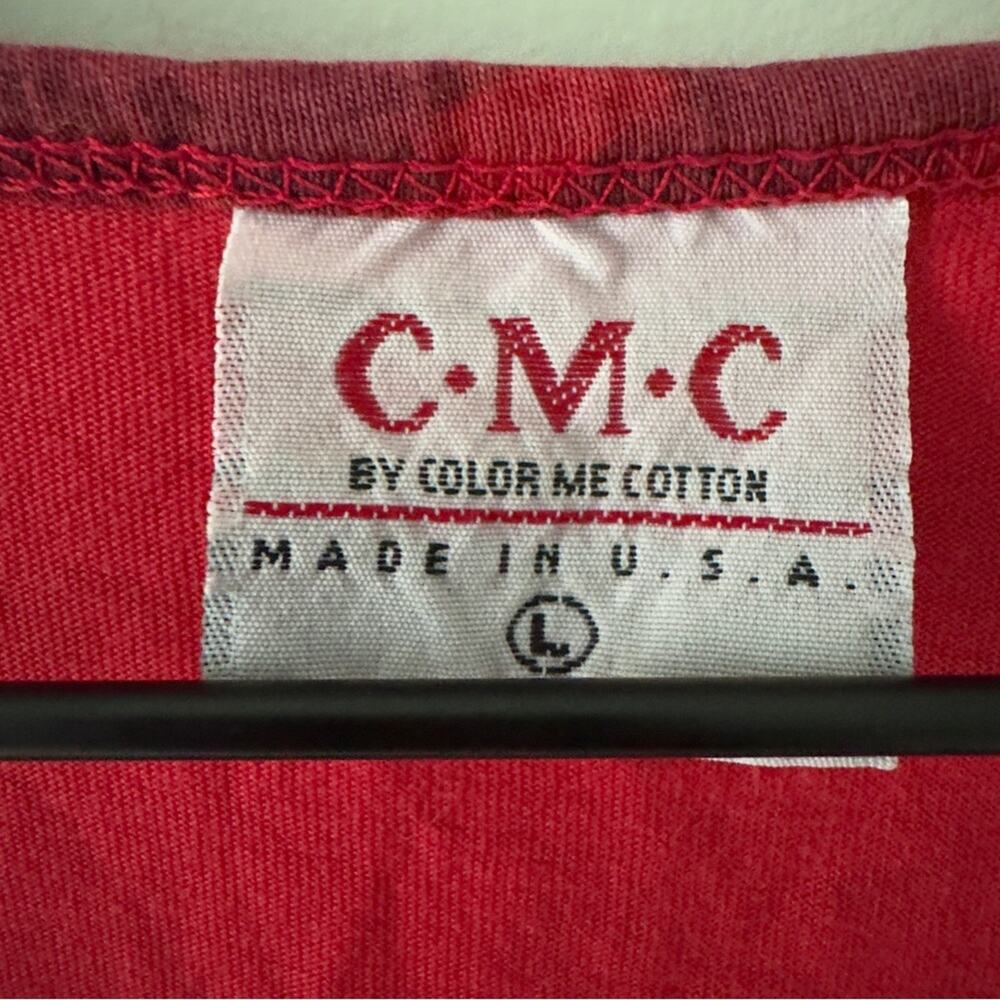 C·M·C
BY COLOR ME COTTON
MADE IN U.S.A.
L